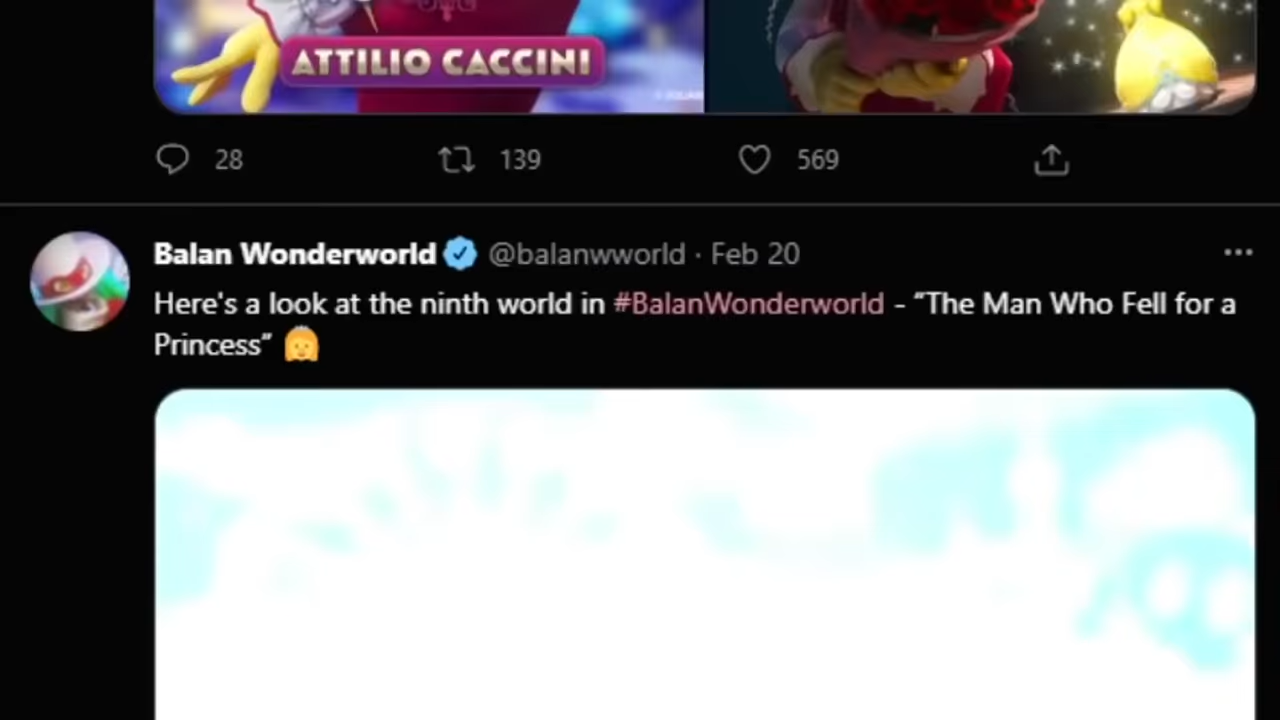 ATTILIO CACCINI
28 139 569
Balan Wonderworld @balanwworld · Feb 20
Here's a look at the ninth world in #BalanWonderworld - “The Man Who Fell for a
Princess” 👸